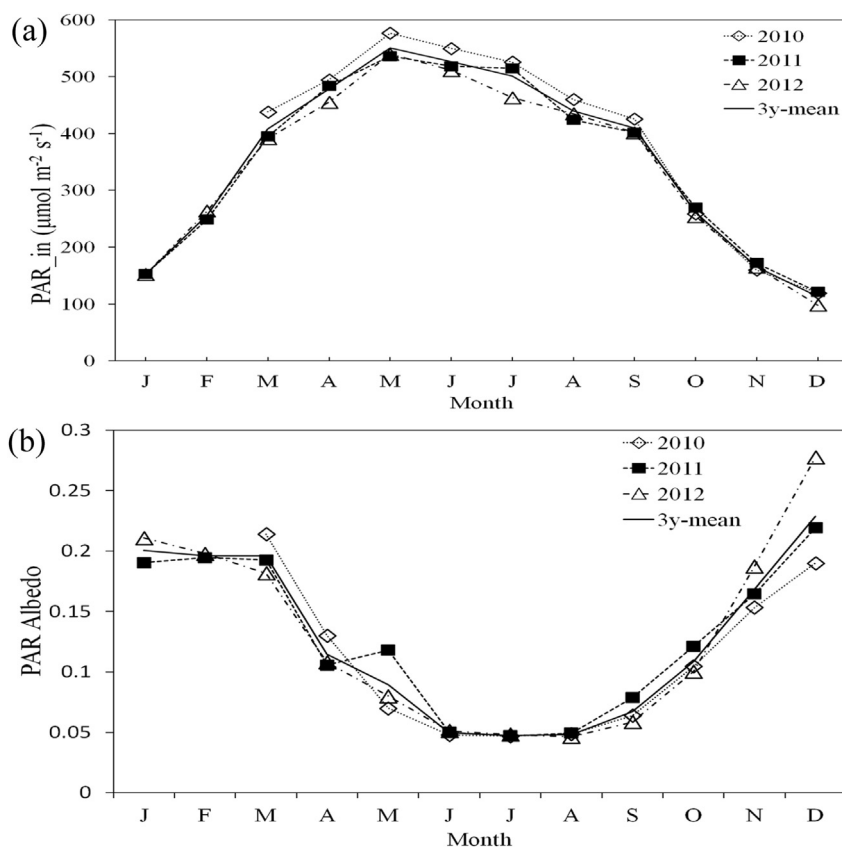 (a)
600
500
400
300
200
100
0
PAR_in (μmol m⁻² s⁻¹)
2010
2011
2012
3y-mean
J F M A M J J A S O N D
Month
(b)
0.3
0.25
0.2
0.15
0.1
0.05
0
PAR Albedo
2010
2011
2012
3y-mean
J F M A M J J A S O N D
Month